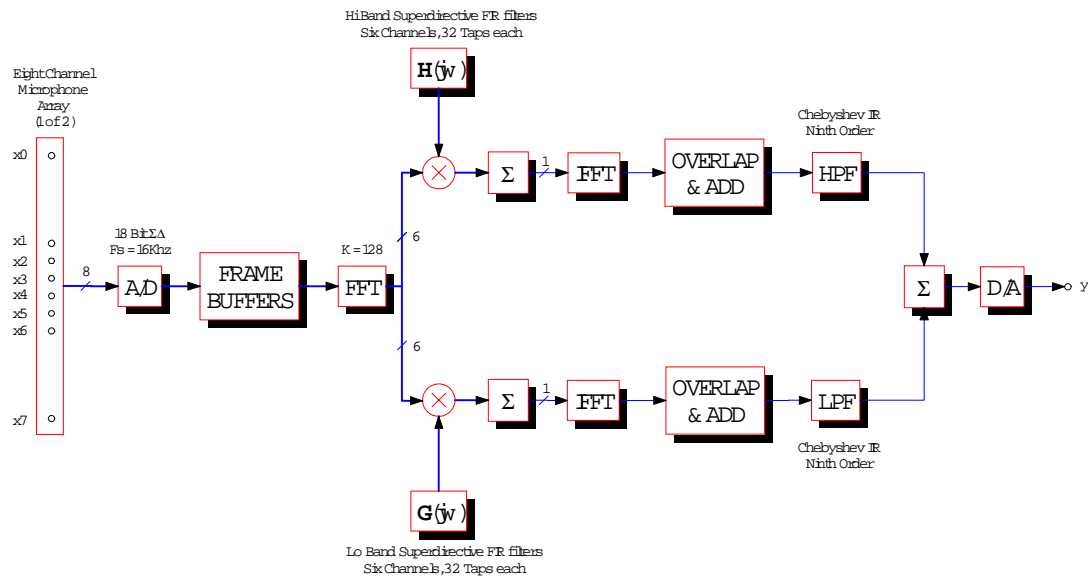 HiBand Superdirective FIR filters
Six Channels, 32 Taps each
H(jw)
Eight Channel
Microphone
Array
(1 of 2)
x0
x1
x2
x3
x4
x5
x6
x7
8
18 Bit ΣΔ
Fs = 16Khz
A/D
FRAME
BUFFERS
K = 128
FFT
6
6
×
Σ
1
IFFT
OVERLAP
& ADD
Chebyshev IIR
Ninth Order
HPF
×
Σ
1
IFFT
OVERLAP
& ADD
LPF
Chebyshev IIR
Ninth Order
Σ
D/A
y
G(jw)
Lo Band Superdirective FIR filters
Six Channels, 32 Taps each